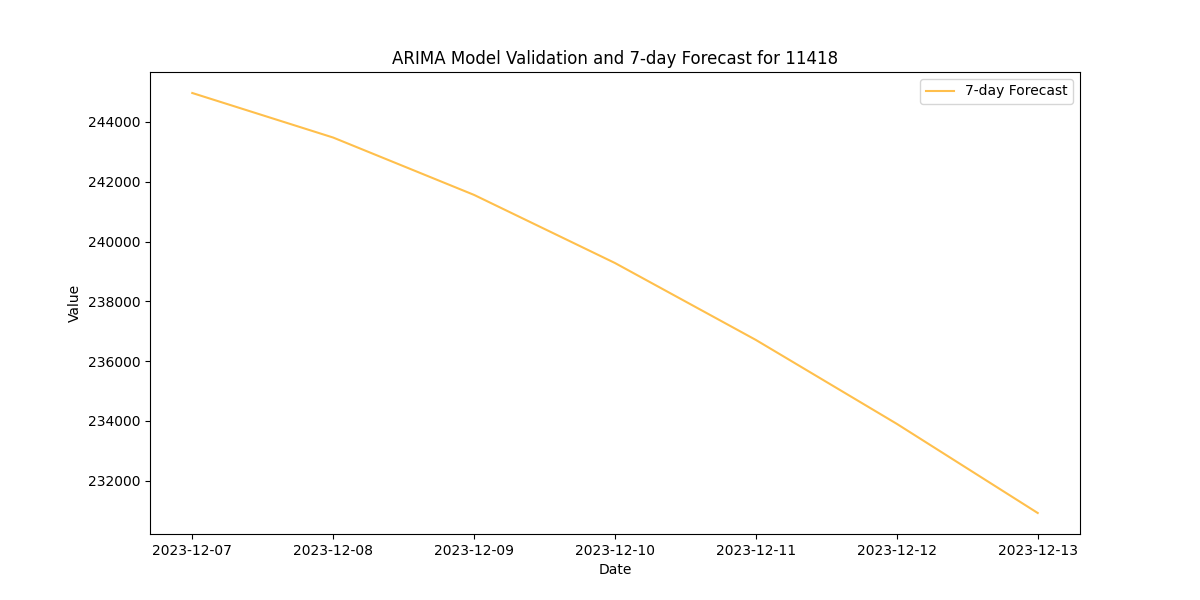 ARIMA Model Validation and 7-day Forecast for 11418
7-day Forecast
244000
242000
240000
238000
236000
234000
232000
Value
2023-12-07 2023-12-08 2023-12-09 2023-12-10 2023-12-11 2023-12-12 2023-12-13
Date